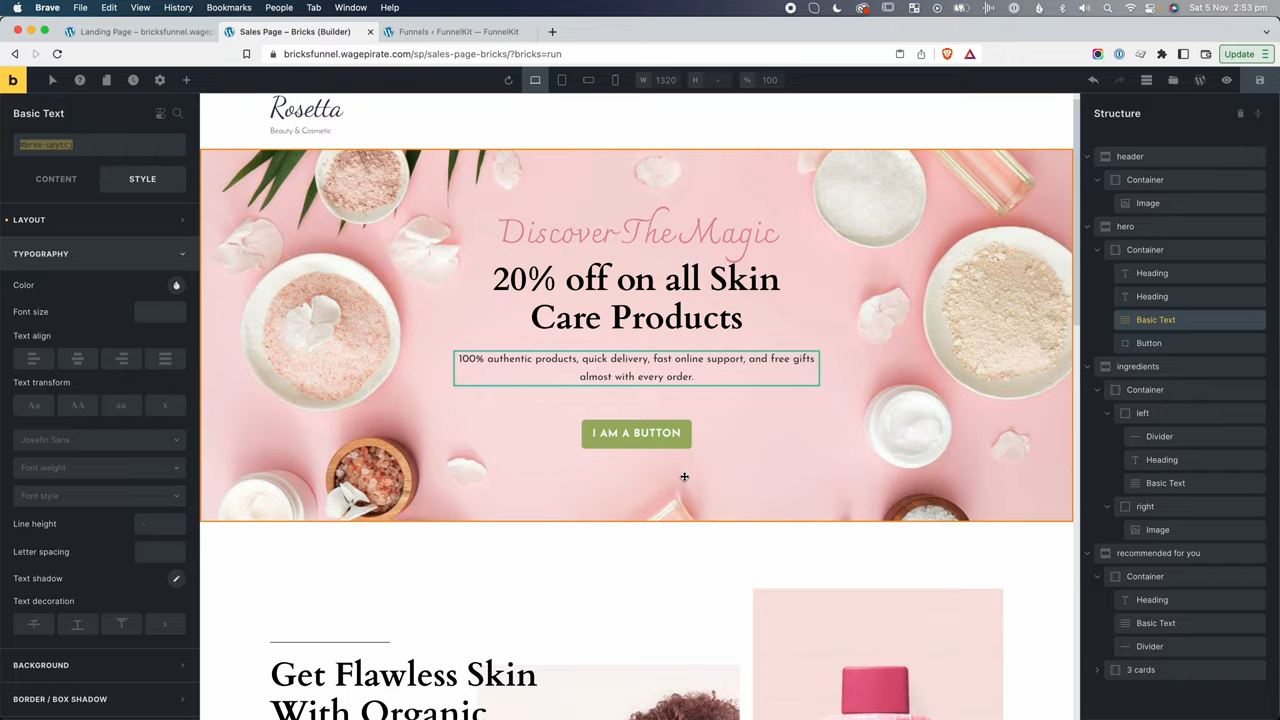 Brave File Edit View History Bookmarks People Tab Window Help
Sat 5 Nov 2:53 pm
Landing Page – bricksfunnel.wagep
Sales Page – Bricks (Builder)
Funnels ‹ FunnelKit — FunnelKit
bricksfunnel.wagepirate.com/sp/sales-page-bricks/?bricks=run
Update
b
W 1320 H - % 100
Basic Text
#brxe-upytcj
CONTENT
STYLE
LAYOUT
TYPOGRAPHY
Color
Font size
Text align
Text transform
Aa AA aa x
Josefin Sans
Font weight
Font style
Line height
Letter spacing
Text shadow
Text decoration
BACKGROUND
BORDER / BOX SHADOW
Rosetta
Beauty & Cosmetic
Discover The Magic
20% off on all Skin
Care Products
100% authentic products, quick delivery, fast online support, and free gifts
almost with every order.
I AM A BUTTON
Get Flawless Skin
With Organic
Structure
header
Container
Image
hero
Container
Heading
Heading
Basic Text
Button
ingredients
Container
left
Divider
Heading
Basic Text
right
Image
recommended for you
Container
Heading
Basic Text
Divider
3 cards